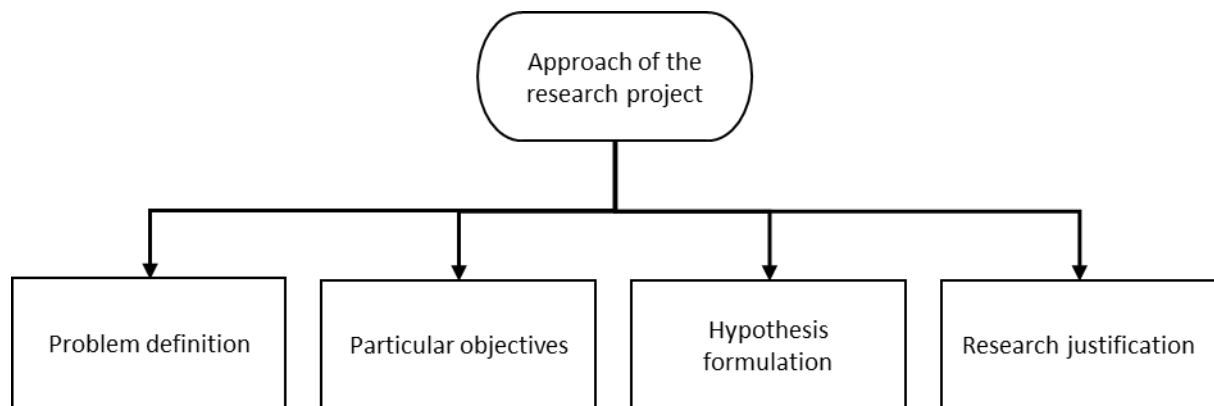 Approach of the
research project
Problem definition
Particular objectives
Hypothesis
formulation
Research justification